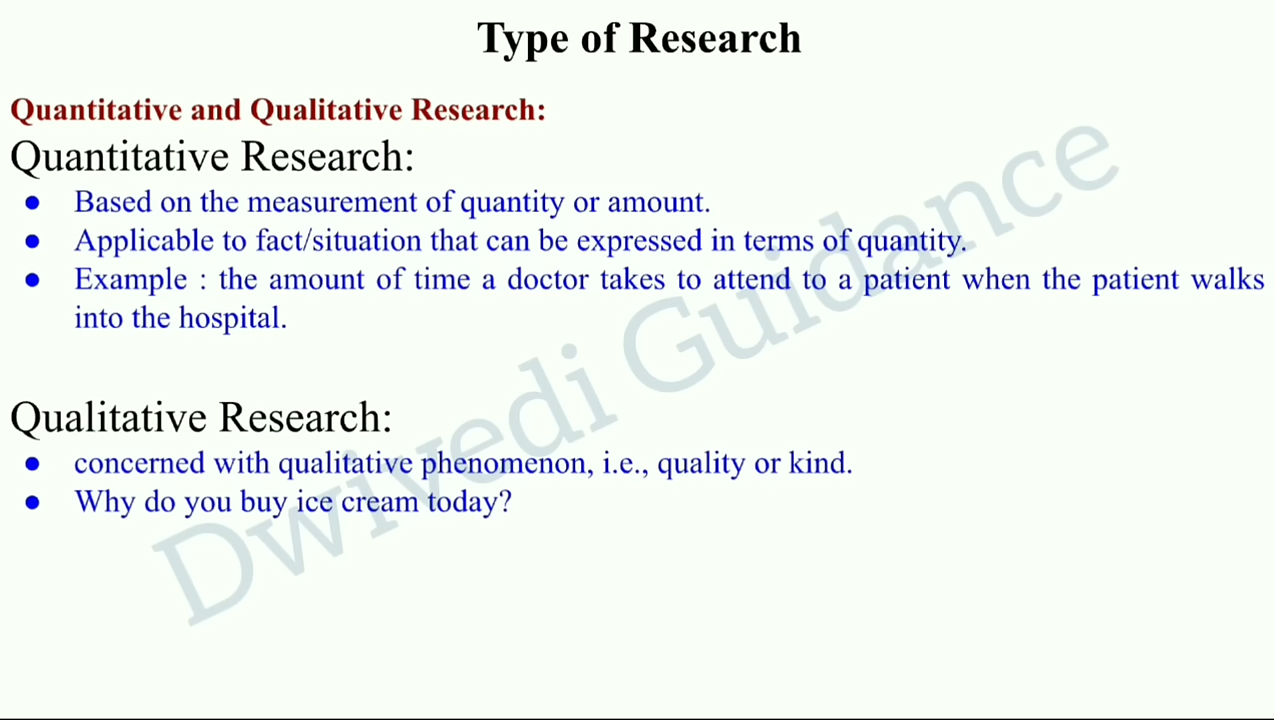 Type of Research
Quantitative and Qualitative Research:
Quantitative Research:
● Based on the measurement of quantity or amount.
● Applicable to fact/situation that can be expressed in terms of quantity.
● Example : the amount of time a doctor takes to attend to a patient when the patient walks
into the hospital.
Qualitative Research:
● concerned with qualitative phenomenon, i.e., quality or kind.
● Why do you buy ice cream today?
Dwivedi Guidance